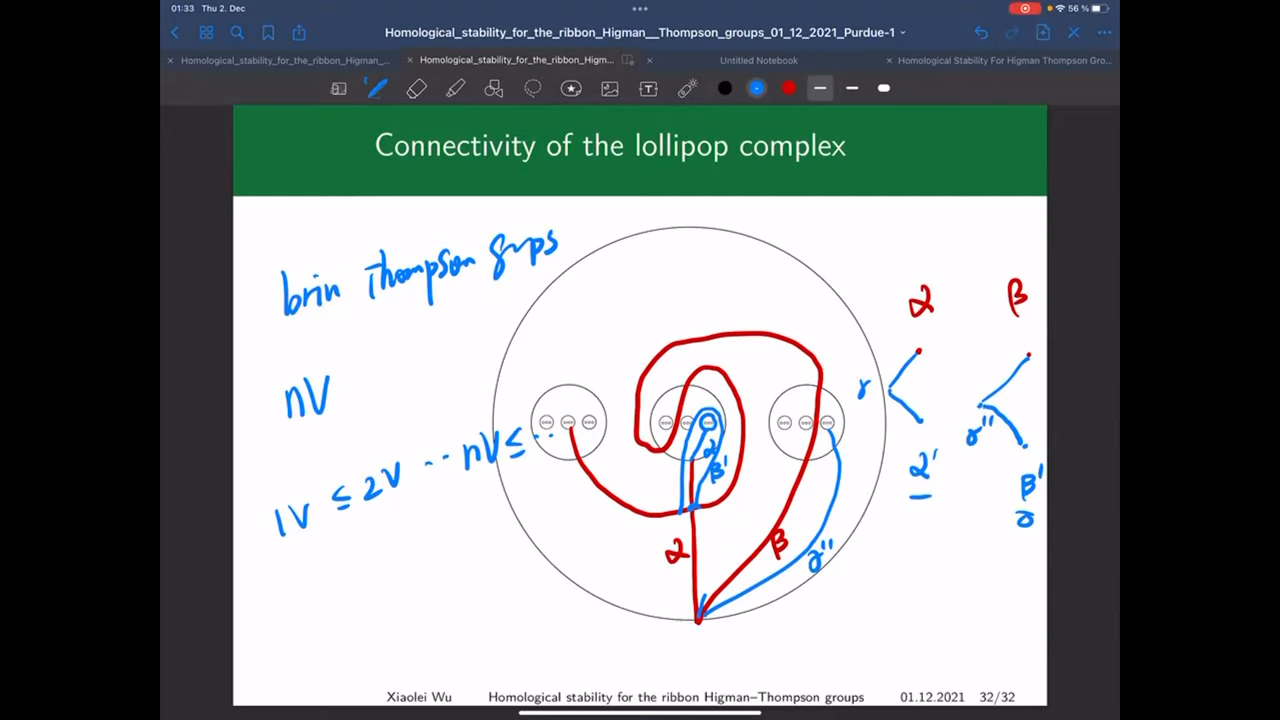 01:33 Thu 2. Dec
56 %
Homological_stability_for_the_ribbon_Higman__Thompson_groups_01_12_2021_Purdue-1
Homological_stability_for_the_ribbon_Higman_...
Homological_stability_for_the_ribbon_Higm...
Untitled Notebook
Homological Stability For Higman Thompson Gro...
Connectivity of the lollipop complex
brin Thompson
nV
1V ≤ 2V ·· nV ≤ ··
α
β
γ
γ''
α'
β'
α
β'
α
β
γ''
Xiaolei Wu Homological stability for the ribbon Higman–Thompson groups 01.12.2021 32/32